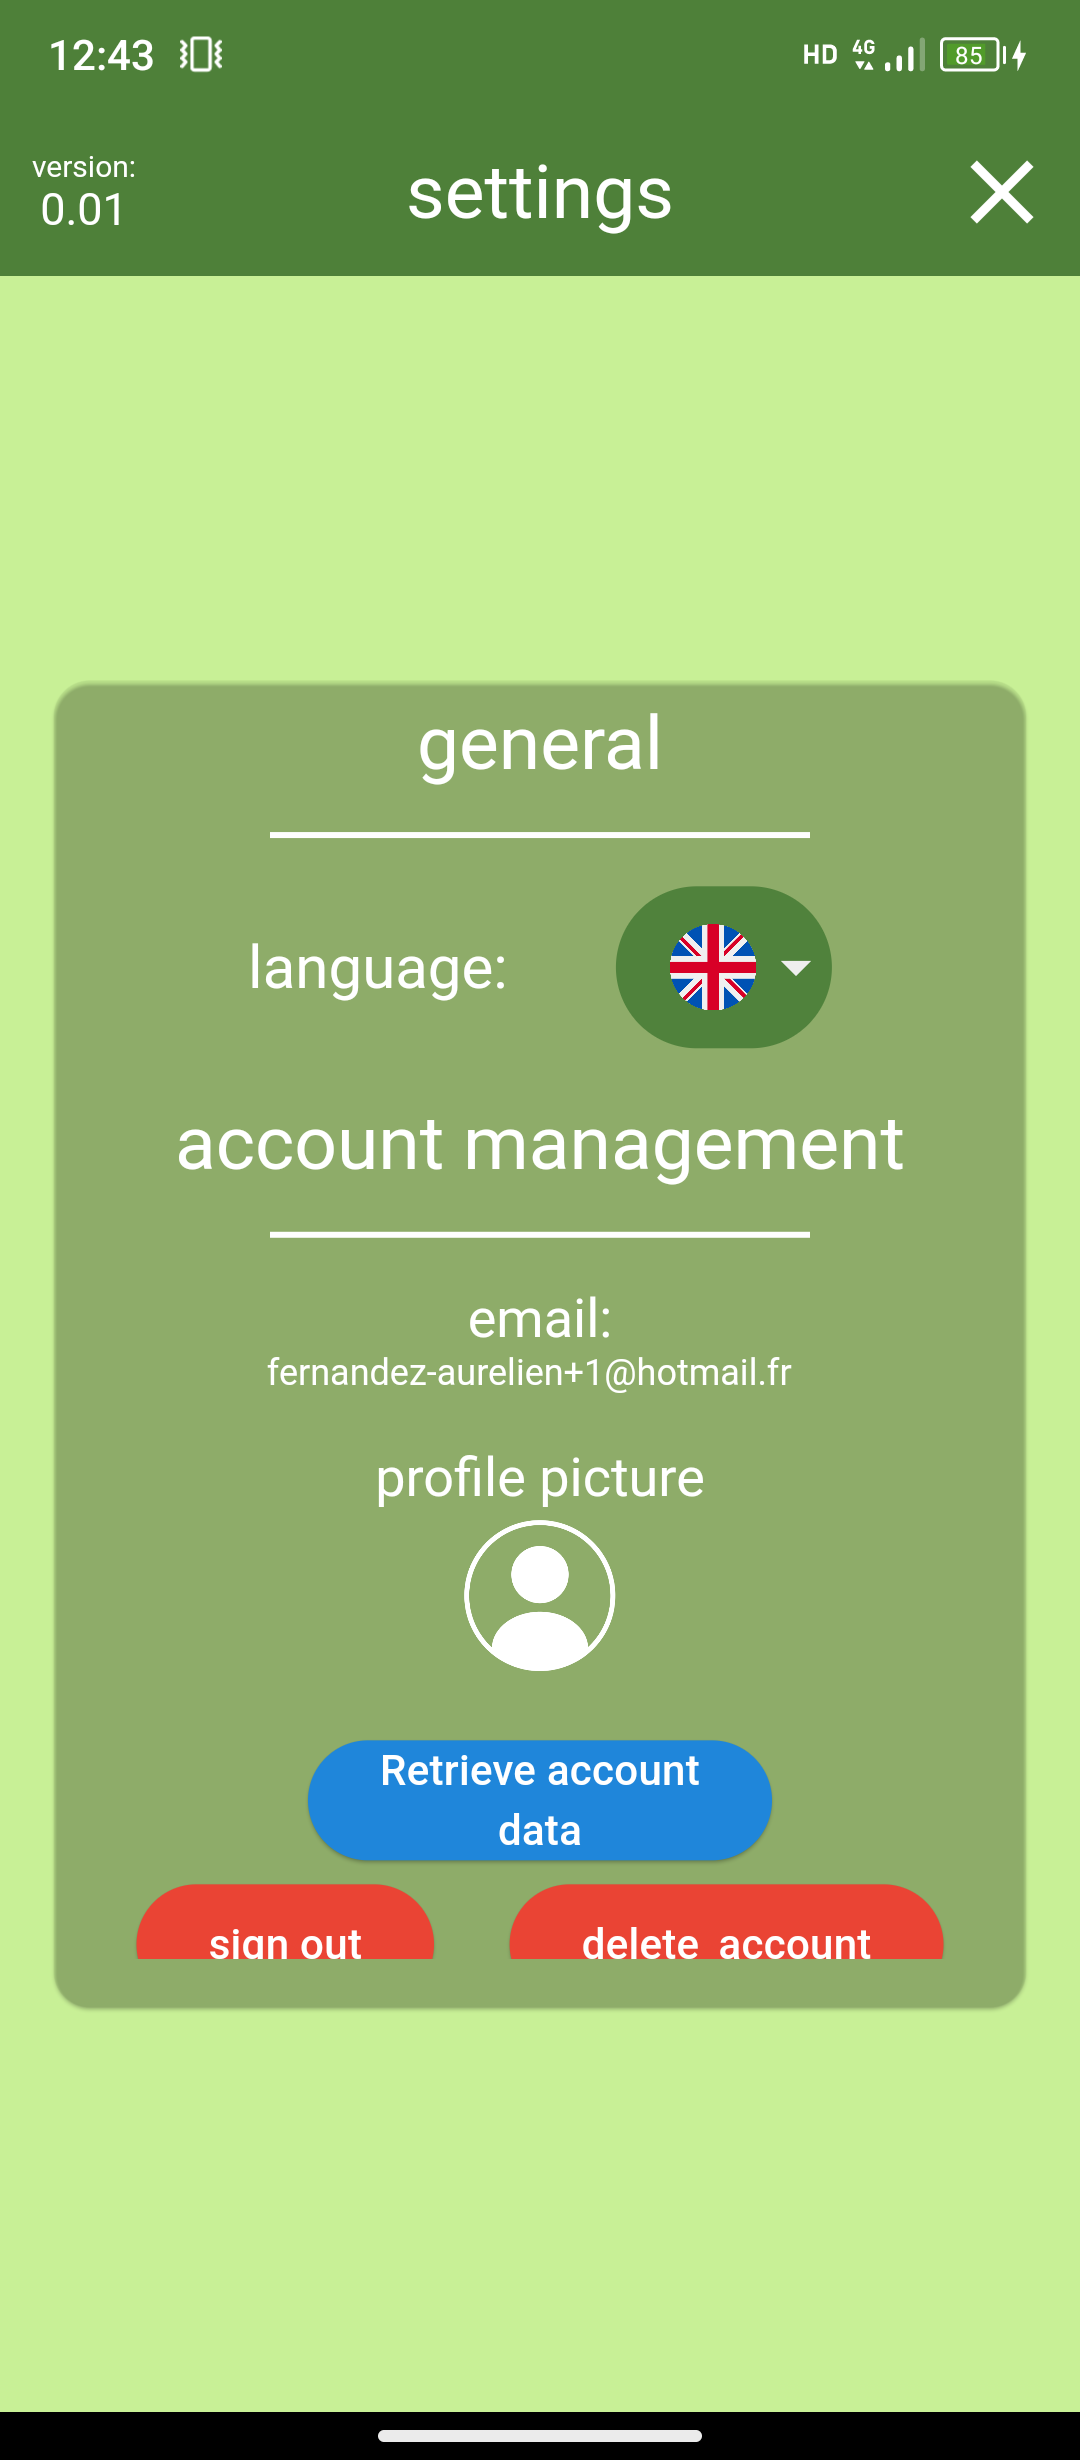 12:43
HD 4G 85
version:
0.01
settings
general
language:
account management
email:
fernandez-aurelien+1@hotmail.fr
profile picture
Retrieve account
data
sign out
delete account